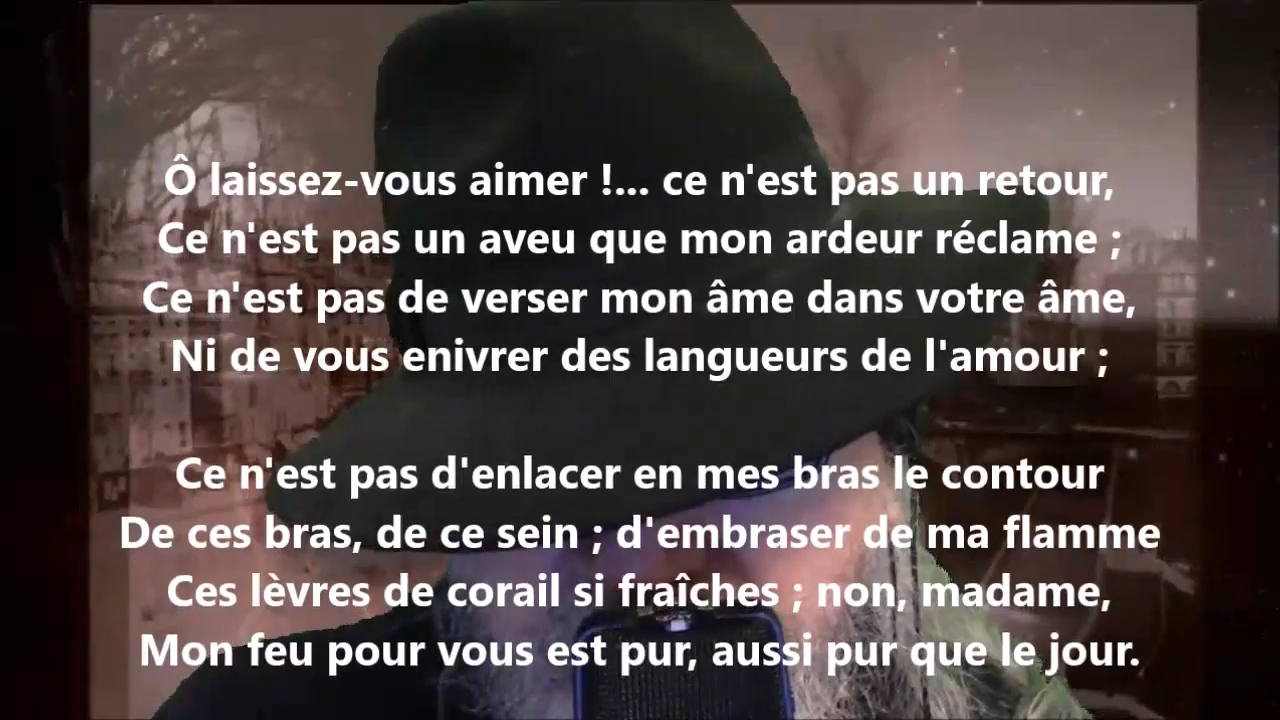 Ô laissez-vous aimer !... ce n'est pas un retour,
Ce n'est pas un aveu que mon ardeur réclame ;
Ce n'est pas de verser mon âme dans votre âme,
Ni de vous enivrer des langueurs de l'amour ;
Ce n'est pas d'enlacer en mes bras le contour
De ces bras, de ce sein ; d'embraser de ma flamme
Ces lèvres de corail si fraîches ; non, madame,
Mon feu pour vous est pur, aussi pur que le jour.